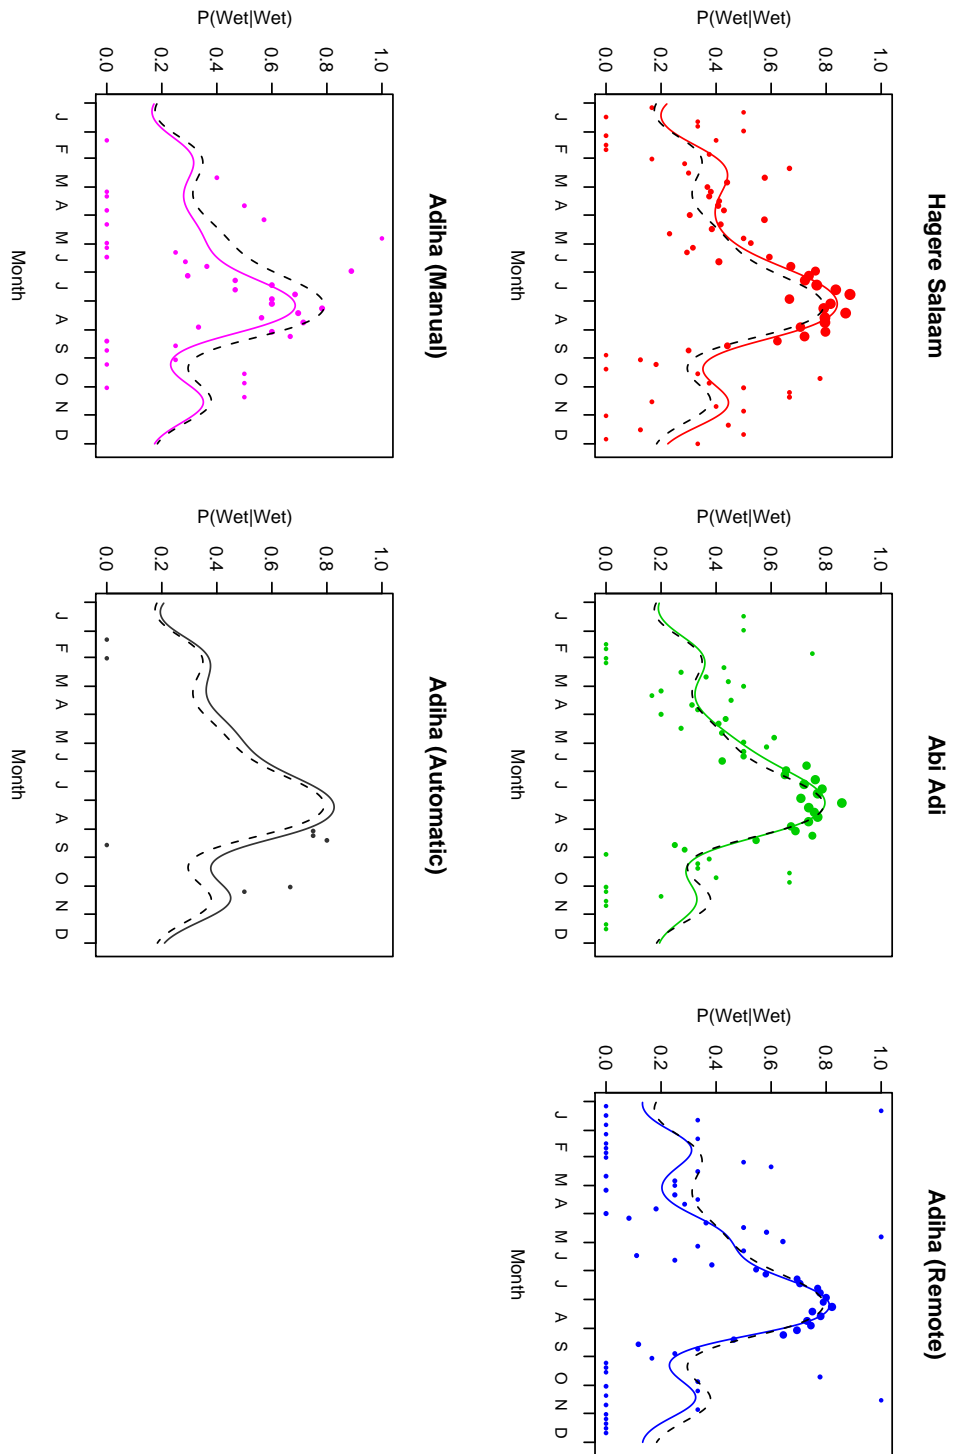 Hagere Salaam
P(Wet|Wet)
0.0 0.2 0.4 0.6 0.8 1.0
J F M A M J J A S O N D
Month
Abi Adi
P(Wet|Wet)
0.0 0.2 0.4 0.6 0.8 1.0
J F M A M J J A S O N D
Month
Adiha (Remote)
P(Wet|Wet)
0.0 0.2 0.4 0.6 0.8 1.0
J F M A M J J A S O N D
Month
Adiha (Manual)
P(Wet|Wet)
0.0 0.2 0.4 0.6 0.8 1.0
J F M A M J J A S O N D
Month
Adiha (Automatic)
P(Wet|Wet)
0.0 0.2 0.4 0.6 0.8 1.0
J F M A M J J A S O N D
Month